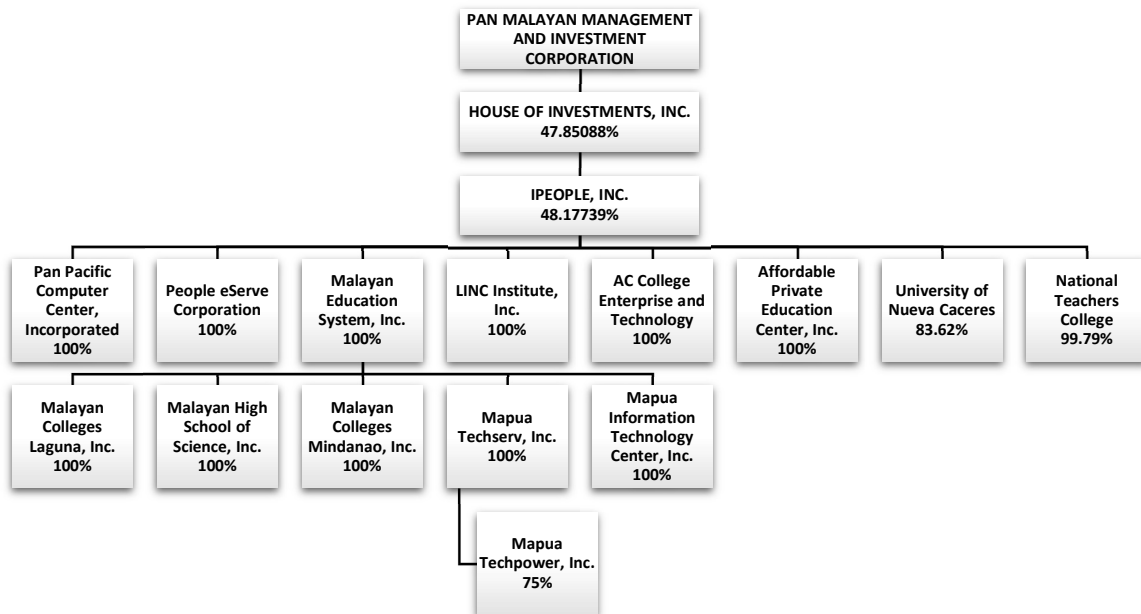 PAN MALAYAN MANAGEMENT
AND INVESTMENT
CORPORATION
HOUSE OF INVESTMENTS, INC.
47.85088%
IPEOPLE, INC.
48.17739%
Pan Pacific
Computer
Center,
Incorporated
100%
People eServe
Corporation
100%
Malayan
Education
System, Inc.
100%
LINC Institute,
Inc.
100%
AC College
Enterprise and
Technology
100%
Affordable
Private
Education
Center, Inc.
100%
University of
Nueva Caceres
83.62%
National
Teachers
College
99.79%
Malayan
Colleges
Laguna, Inc.
100%
Malayan High
School of
Science, Inc.
100%
Malayan
Colleges
Mindanao, Inc.
100%
Mapua
Techserv, Inc.
100%
Mapua
Information
Technology
Center, Inc.
100%
Mapua
Techpower, Inc.
75%